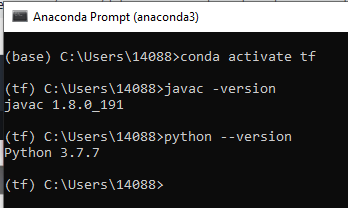 Anaconda Prompt (anaconda3)
(base) C:\Users\14088>conda activate tf
(tf) C:\Users\14088>javac -version
javac 1.8.0_191
(tf) C:\Users\14088>python --version
Python 3.7.7
(tf) C:\Users\14088>